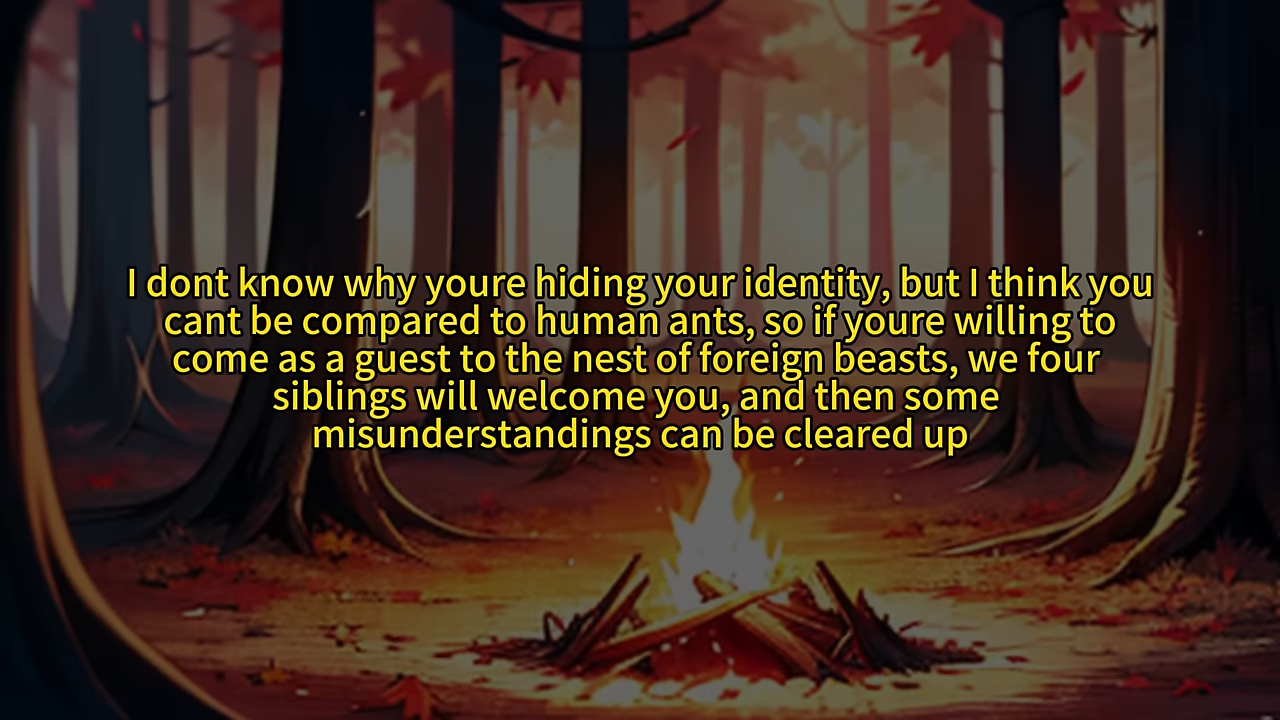 I dont know why youre hiding your identity, but I think you
cant be compared to human ants, so if youre willing to
come as a guest to the nest of foreign beasts, we four
siblings will welcome you, and then some
misunderstandings can be cleared up